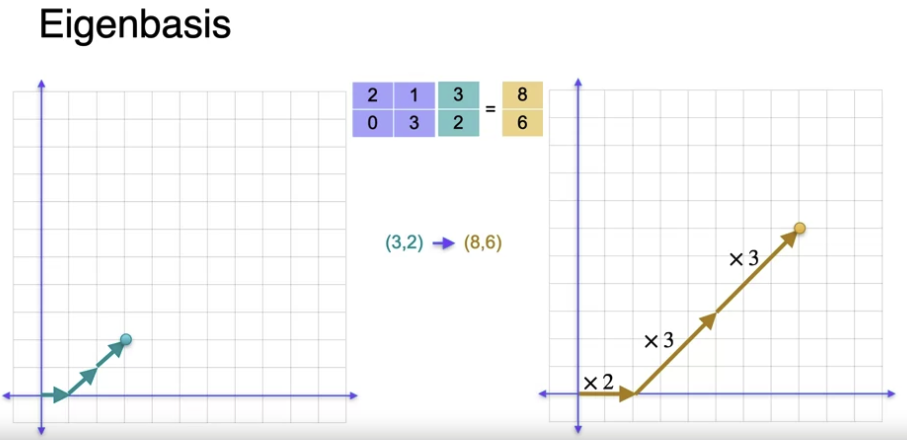 Eigenbasis
2 1 3 = 8
0 3 2 6
(3,2) → (8,6)
×3
×3
×2